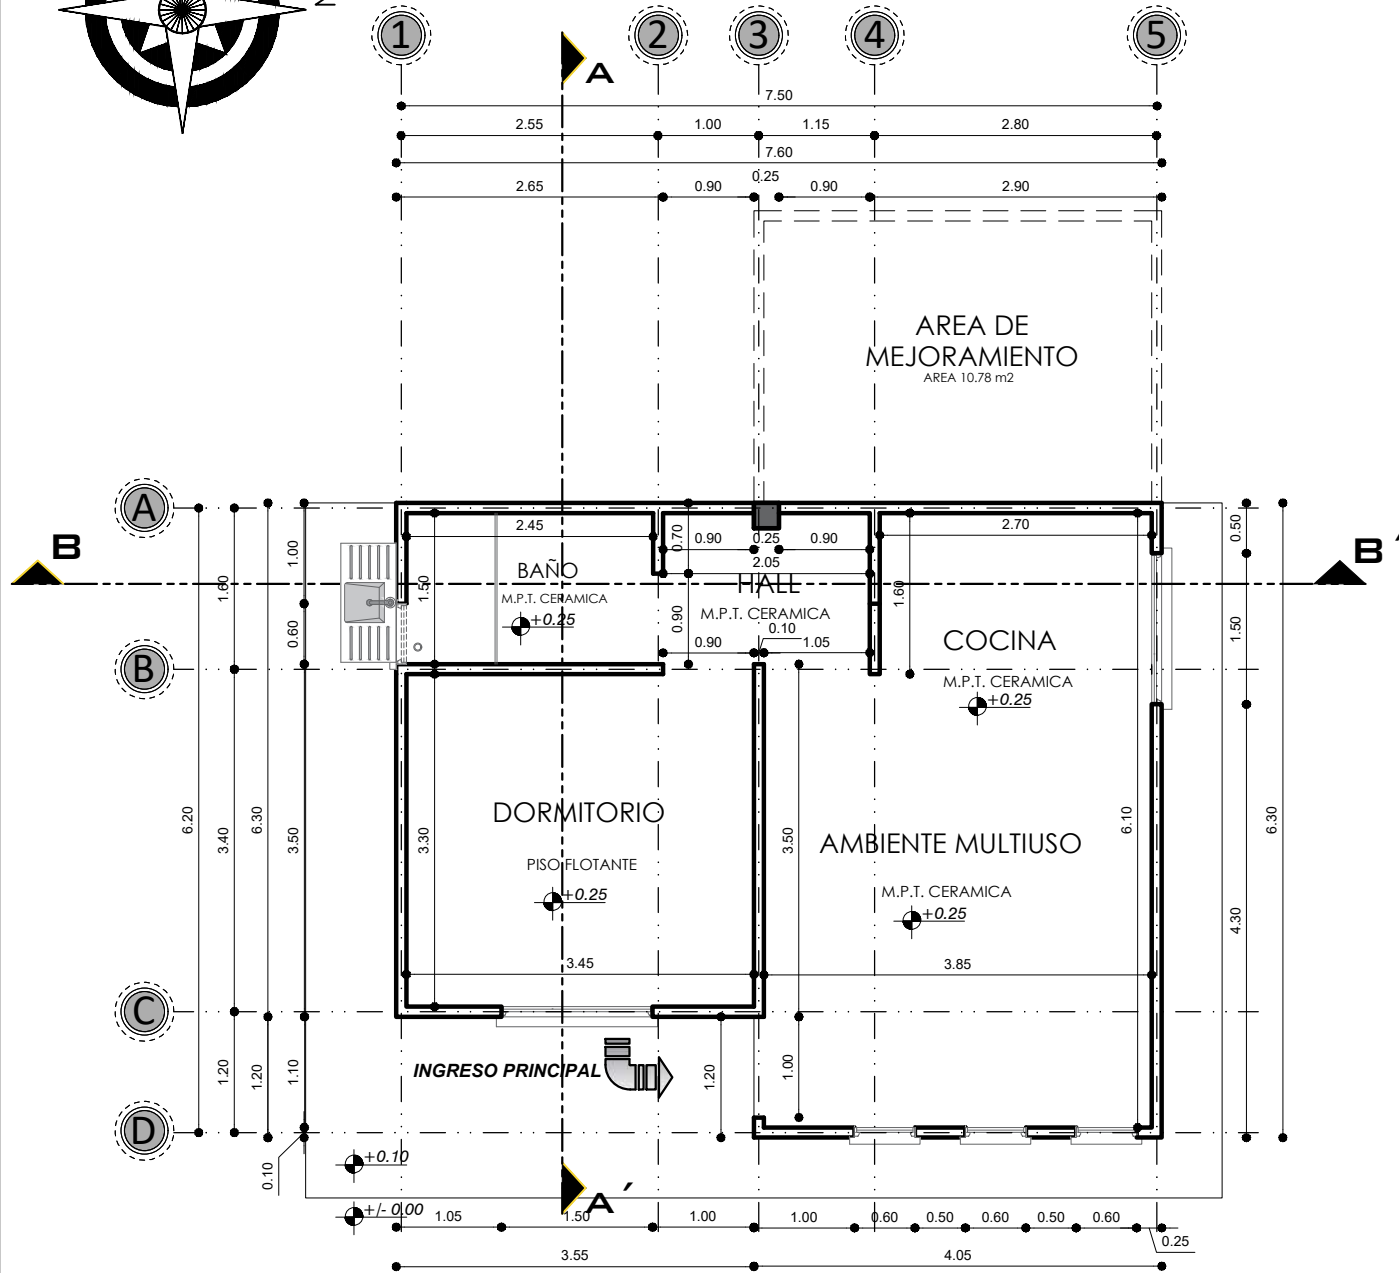 N
1 2 3 4 5
A
7.50
2.55 1.00 1.15 2.80
7.60
0.25
2.65 0.90 0.90 2.90
AREA DE
MEJORAMIENTO
AREA 10.78 m2
A
B
C
D
B
B´
2.45
0.70
0.90 0.25 0.90
2.05
2.70
0.50
1.00
1.60
1.50
BAÑO
M.P.T. CERAMICA
+0.25
HALL
M.P.T. CERAMICA
0.10
0.90 1.05
0.90
1.60
0.60
COCINA
M.P.T. CERAMICA
+0.25
1.50
6.20
3.40
6.30
3.50
3.30
DORMITORIO
PISO FLOTANTE
+0.25
3.50
AMBIENTE MULTIUSO
M.P.T. CERAMICA
+0.25
6.10
4.30
6.30
3.45
3.85
INGRESO PRINCIPAL
1.20
1.20
1.10
1.20
1.00
0.10
+0.10
+/- 0.00
A´
1.05 1.50 1.00 1.00 0.60 0.50 0.60 0.50 0.60
0.25
3.55 4.05